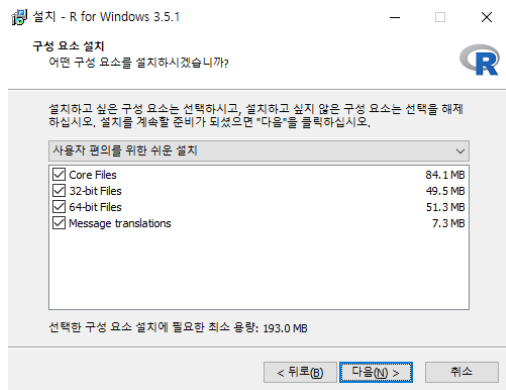 설치 - R for Windows 3.5.1
구성 요소 설치
어떤 구성 요소를 설치하시겠습니까?
R
설치하고 싶은 구성 요소는 선택하시고, 설치하고 싶지 않은 구성 요소는 선택을 해제
하십시오. 설치를 계속할 준비가 되셨으면 "다음"을 클릭하십시오.
사용자 편의를 위한 쉬운 설치
Core Files 84.1 MB
32-bit Files 49.5 MB
64-bit Files 51.3 MB
Message translations 7.3 MB
선택한 구성 요소 설치에 필요한 최소 용량: 193.0 MB
< 뒤로(B) 다음(N) > 취소